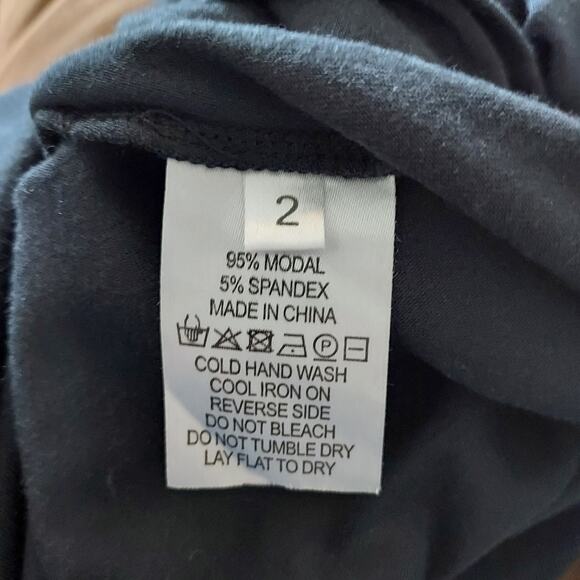 2
95% MODAL
5% SPANDEX
MADE IN CHINA
P
COLD HAND WASH
COOL IRON ON
REVERSE SIDE
DO NOT BLEACH
DO NOT TUMBLE DRY
LAY FLAT TO DRY